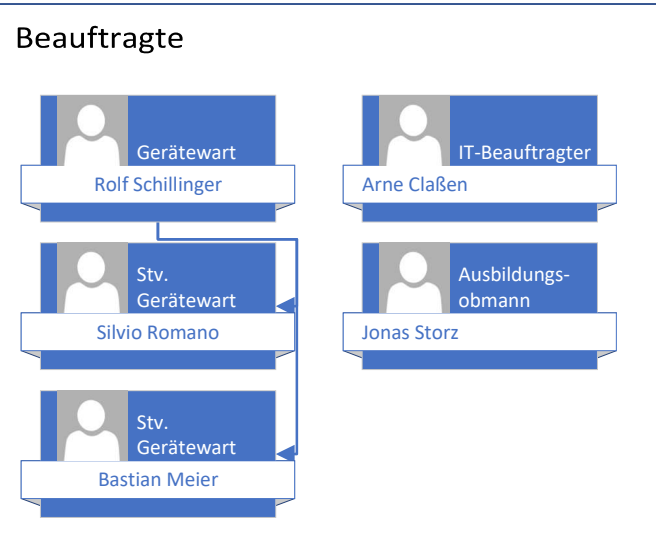 Beauftragte
Gerätewart
Rolf Schillinger
IT-Beauftragter
Arne Claßen
Stv.
Gerätewart
Silvio Romano
Ausbildungs-
obmann
Jonas Storz
Stv.
Gerätewart
Bastian Meier